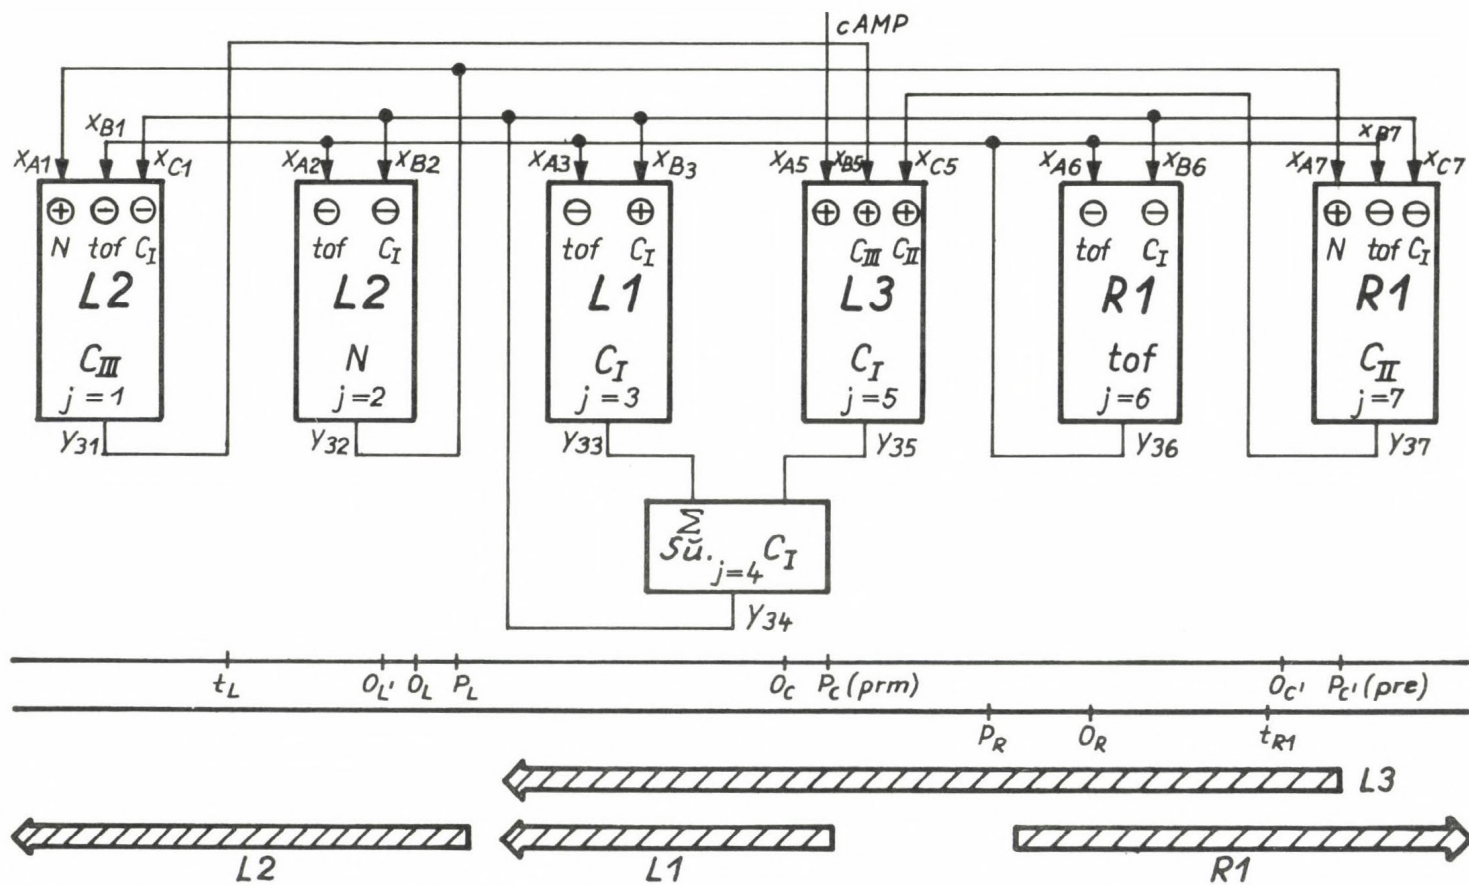 cAMP
x_B1 x_B7
x_A1 x_C1 x_A2 x_B2 x_A3 x_B3 x_A5 x_B5 x_C5 x_A6 x_B6 x_A7 x_C7
⊕ ⊖ ⊖ ⊖ ⊖ ⊖ ⊕ ⊕ ⊕ ⊕ ⊖ ⊖ ⊕ ⊖ ⊖
N tof C_I tof C_I tof C_I C_III C_II tof C_I N tof C_I
L2 L2 L1 L3 R1 R1
C_III N C_I C_I tof C_II
j=1 j=2 j=3 j=5 j=6 j=7
y_31 y_32 y_33 y_35 y_36 y_37
Σ
Sŭ. C_I
j=4
y_34
t_L O_L' O_L P_L O_C P_C (prm) O_C' P_C' (pre)
P_R O_R t_R1
L3
L2 L1 R1